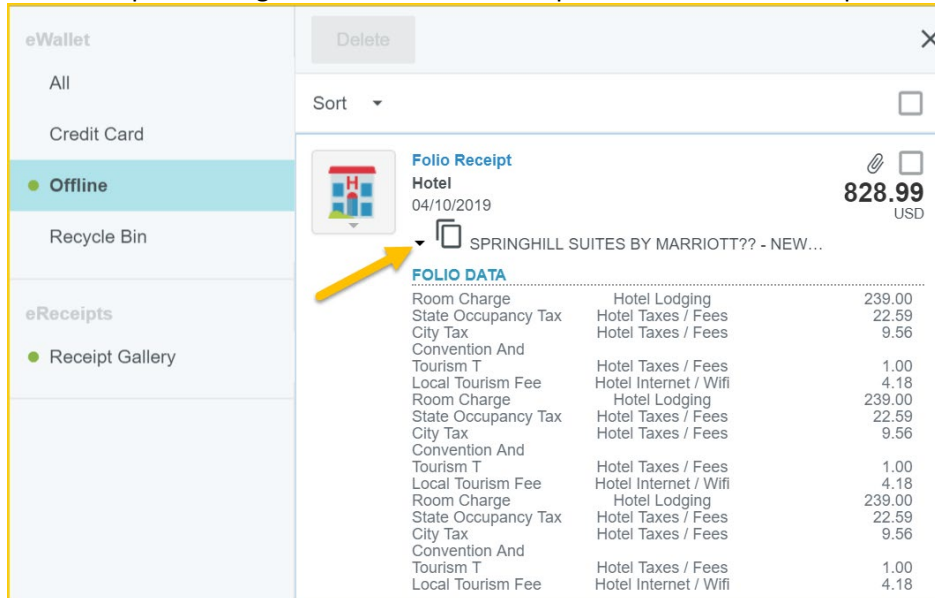 eWallet
All
Credit Card
Offline
Recycle Bin
eReceipts
Receipt Gallery
Delete
Sort
Folio Receipt
Hotel
04/10/2019
828.99
USD
SPRINGHILL SUITES BY MARRIOTT?? - NEW…
FOLIO DATA
Room Charge Hotel Lodging 239.00
State Occupancy Tax Hotel Taxes / Fees 22.59
City Tax Hotel Taxes / Fees 9.56
Convention And
Tourism T Hotel Taxes / Fees 1.00
Local Tourism Fee Hotel Internet / Wifi 4.18
Room Charge Hotel Lodging 239.00
State Occupancy Tax Hotel Taxes / Fees 22.59
City Tax Hotel Taxes / Fees 9.56
Convention And
Tourism T Hotel Taxes / Fees 1.00
Local Tourism Fee Hotel Internet / Wifi 4.18
Room Charge Hotel Lodging 239.00
State Occupancy Tax Hotel Taxes / Fees 22.59
City Tax Hotel Taxes / Fees 9.56
Convention And
Tourism T Hotel Taxes / Fees 1.00
Local Tourism Fee Hotel Internet / Wifi 4.18